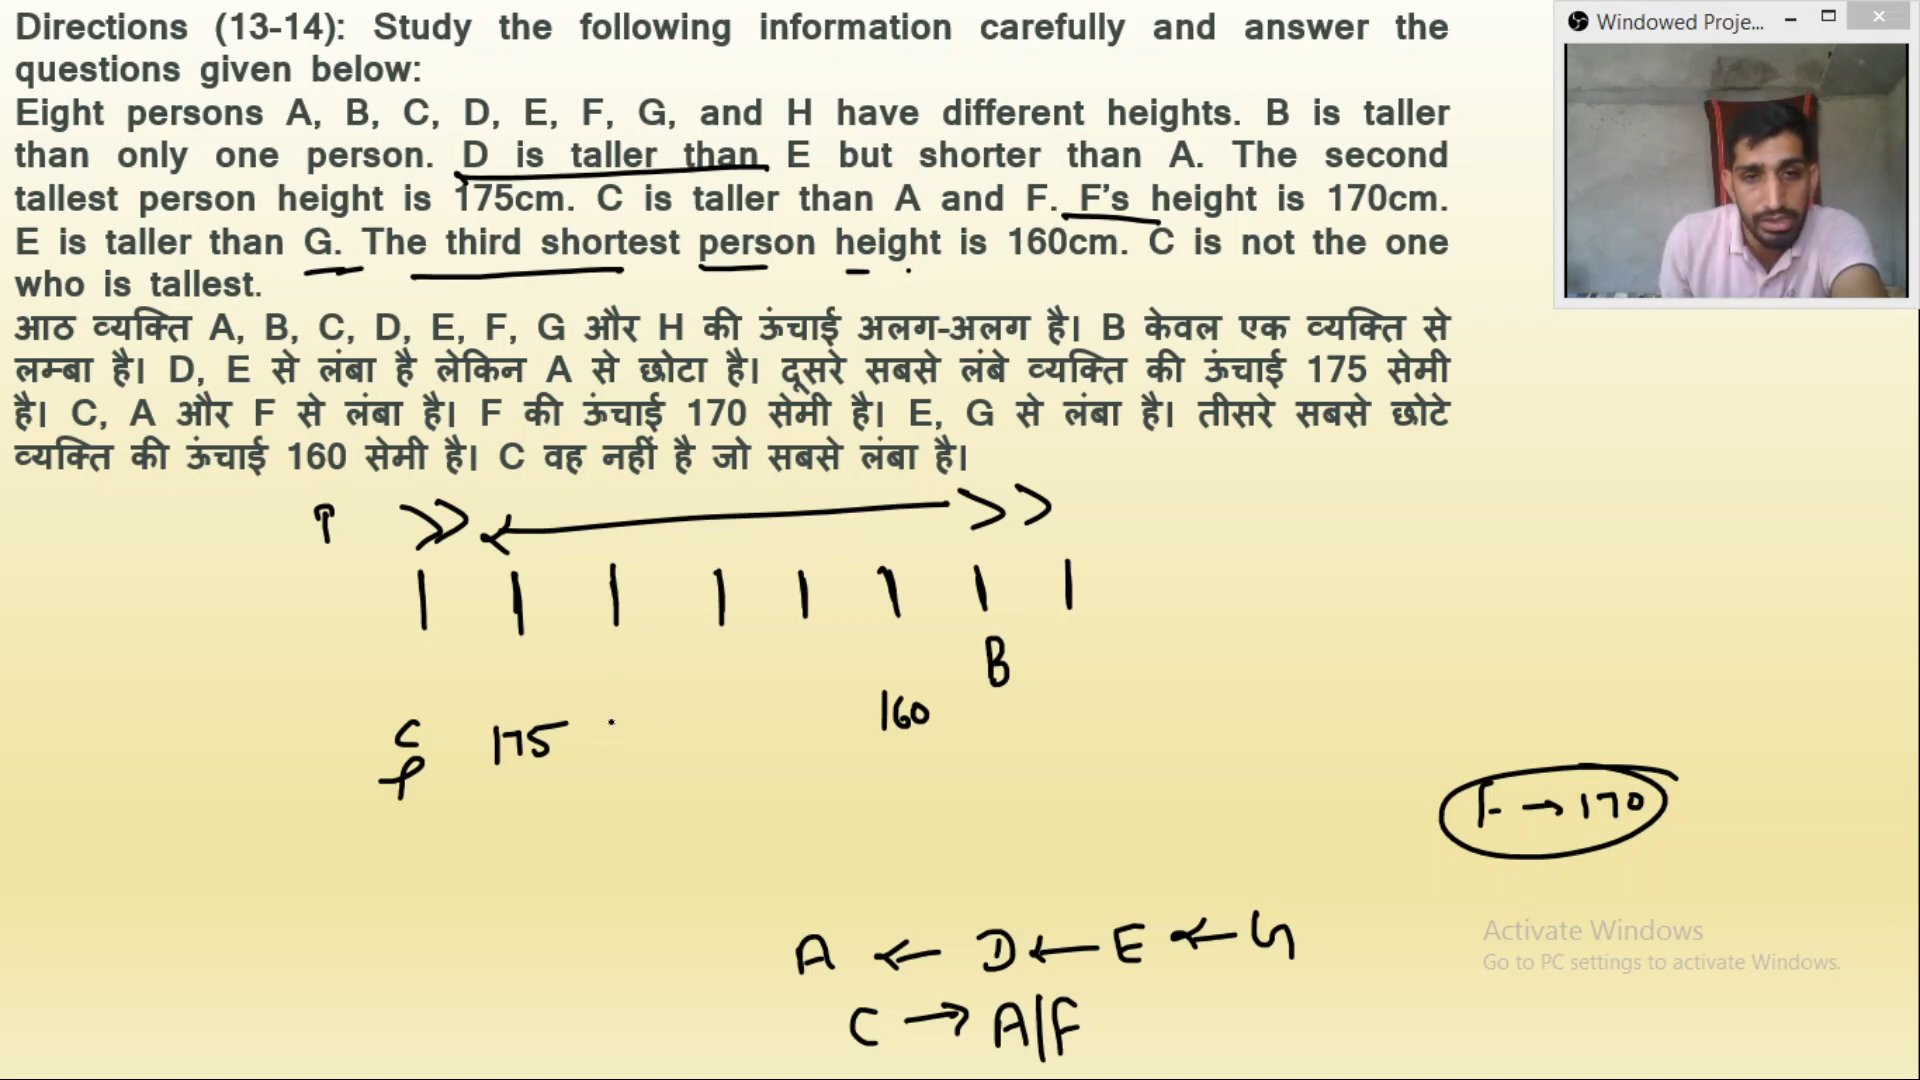 Directions (13-14): Study the following information carefully and answer the
questions given below:
Eight persons A, B, C, D, E, F, G, and H have different heights. B is taller
than only one person. D is taller than E but shorter than A. The second
tallest person height is 175cm. C is taller than A and F. F's height is 170cm.
E is taller than G. The third shortest person height is 160cm. C is not the one
who is tallest.
आठ व्यक्ति A, B, C, D, E, F, G और H की ऊंचाई अलग-अलग है। B केवल एक व्यक्ति से
लम्बा है। D, E से लंबा है लेकिन A से छोटा है। दूसरे सबसे लंबे व्यक्ति की ऊंचाई 175 सेमी
है। C, A और F से लंबा है। F की ऊंचाई 170 सेमी है। E, G से लंबा है। तीसरे सबसे छोटे
व्यक्ति की ऊंचाई 160 सेमी है। C वह नहीं है जो सबसे लंबा है।
Windowed Proje...
B
160
C 175
F → 170
A ← D ← E ← G
C → A|F
Activate Windows
Go to PC settings to activate Windows.